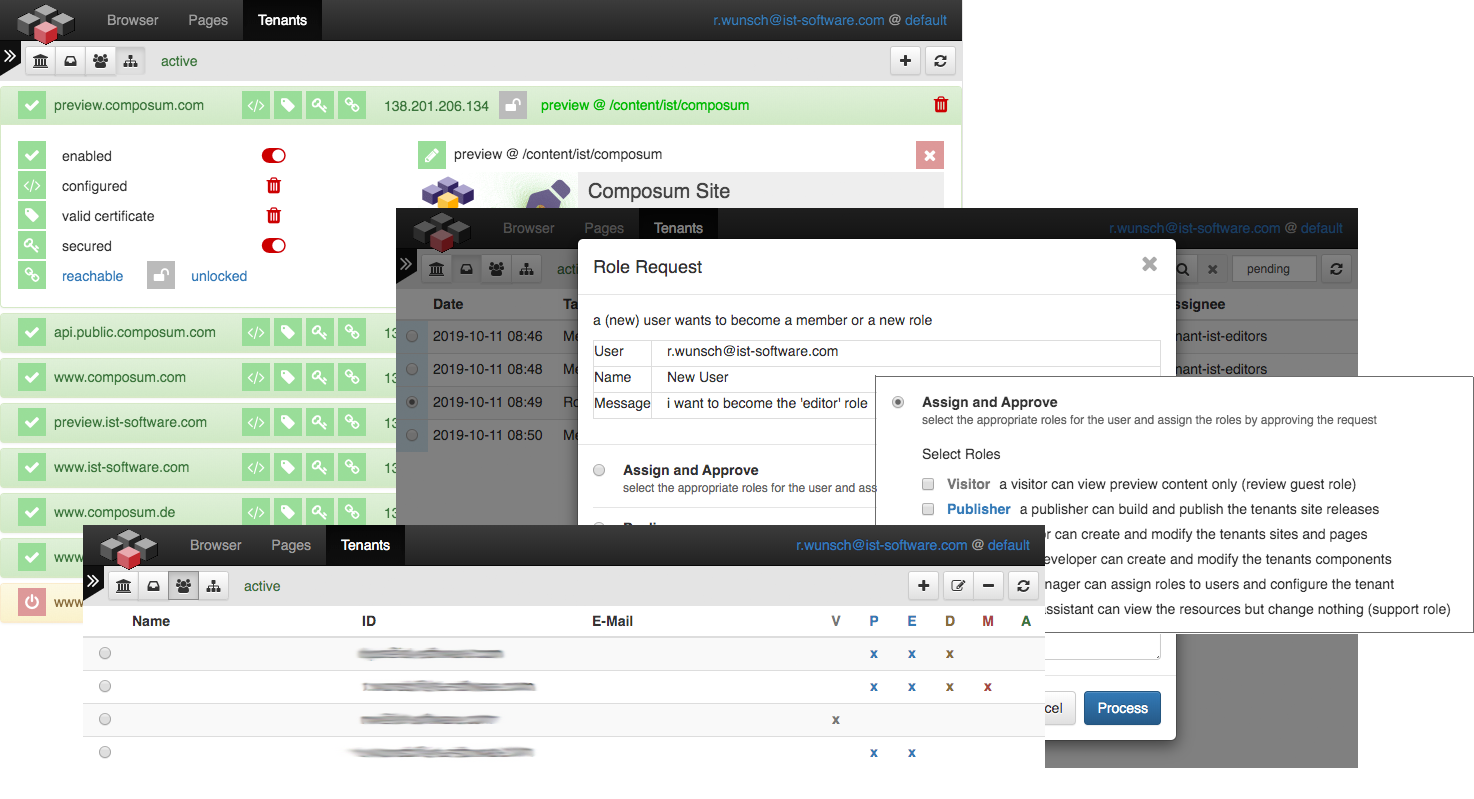 Browser Pages Tenants r.wunsch@ist-software.com @ default
active
preview.composum.com 138.201.206.134 preview @ /content/ist/composum
enabled
configured
valid certificate
secured
reachable unlocked
preview @ /content/ist/composum
Composum Site
api.public.composum.com 13
www.composum.com 13
preview.ist-software.com 13
www.ist-software.com 13
www.composum.de 13
www
www
Browser Pages Tenants r.wunsch@ist-software.com @ default
acti pending
Date Ta ssignee
2019-10-11 08:46 Me nant-ist-editors
2019-10-11 08:48 Me nant-ist-editors
2019-10-11 08:49 Ro
2019-10-11 08:50 Me
Role Request
a (new) user wants to become a member or a new role
User r.wunsch@ist-software.com
Name New User
Message i want to become the 'editor' role
Assign and Approve
select the appropriate roles for the user and ass
cel Process
Assign and Approve
select the appropriate roles for the user and assign the roles by approving the request
Select Roles
Visitor a visitor can view preview content only (review guest role)
Publisher a publisher can build and publish the tenants site releases
or can create and modify the tenants sites and pages
eveloper can create and modify the tenants components
nager can assign roles to users and configure the tenant
assistant can view the resources but change nothing (support role)
Browser Pages Tenants r.wunsch@ist-software.com @ default
active
Name ID E-Mail V P E D M A
x x x
x x x x
x
x x